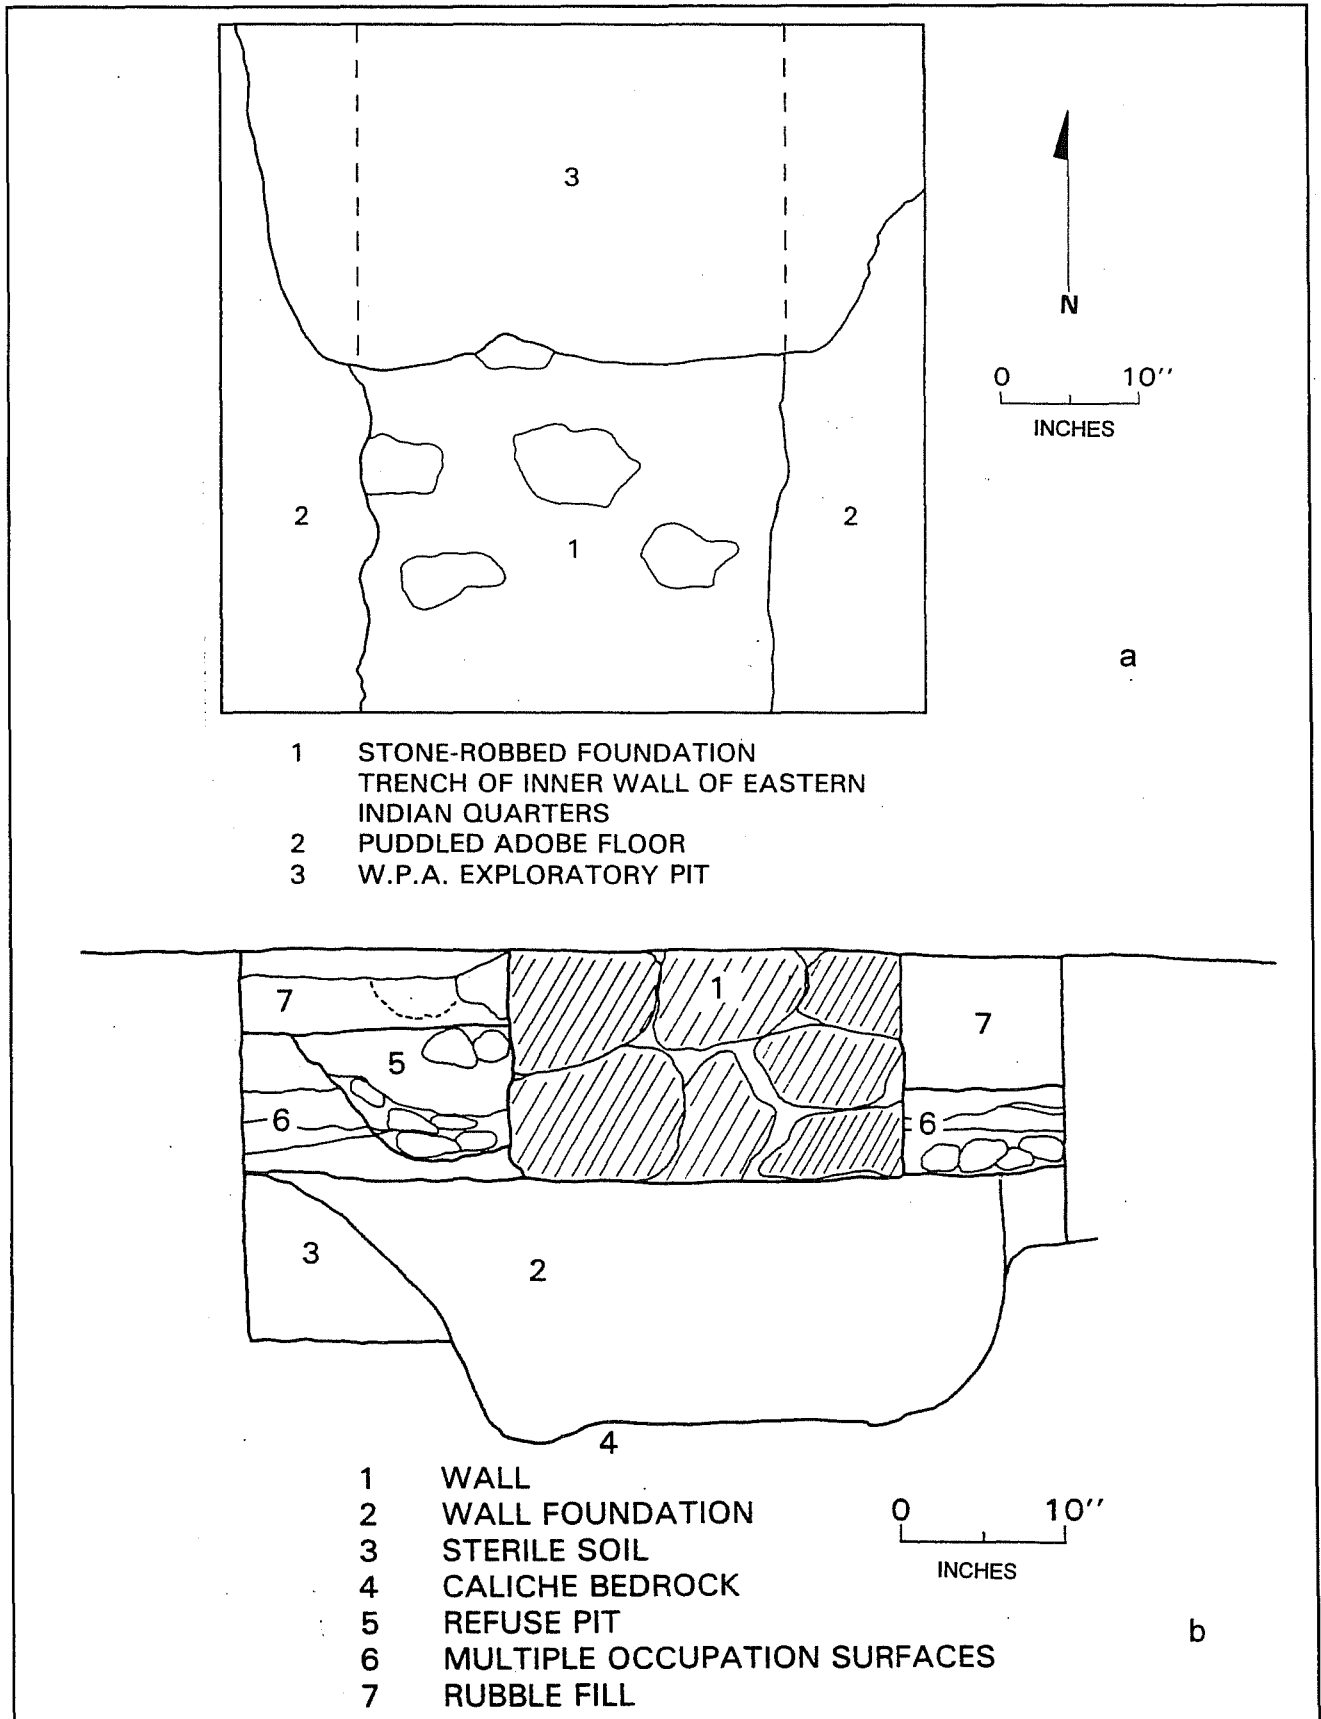 3
N
0 10''
INCHES
2 1 2
a
1 STONE-ROBBED FOUNDATION
TRENCH OF INNER WALL OF EASTERN
INDIAN QUARTERS
2 PUDDLED ADOBE FLOOR
3 W.P.A. EXPLORATORY PIT
7 1 7
5
6 6
3 2
4
1 WALL
2 WALL FOUNDATION
3 STERILE SOIL
4 CALICHE BEDROCK
5 REFUSE PIT
6 MULTIPLE OCCUPATION SURFACES
7 RUBBLE FILL
0 10''
INCHES
b